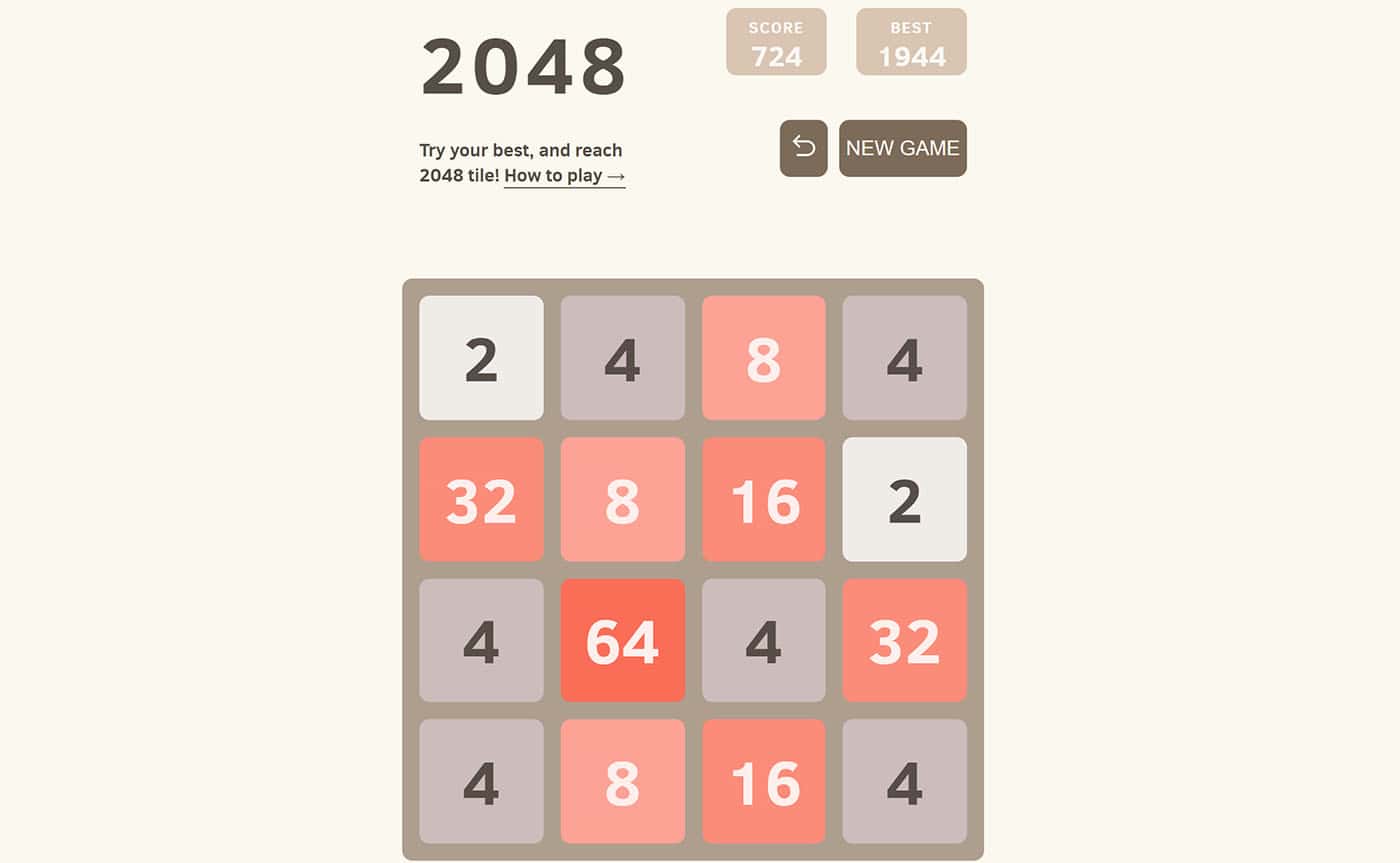 2048
SCORE
724
BEST
1944
Try your best, and reach
2048 tile! How to play →
NEW GAME
2 4 8 4
32 8 16 2
4 64 4 32
4 8 16 4